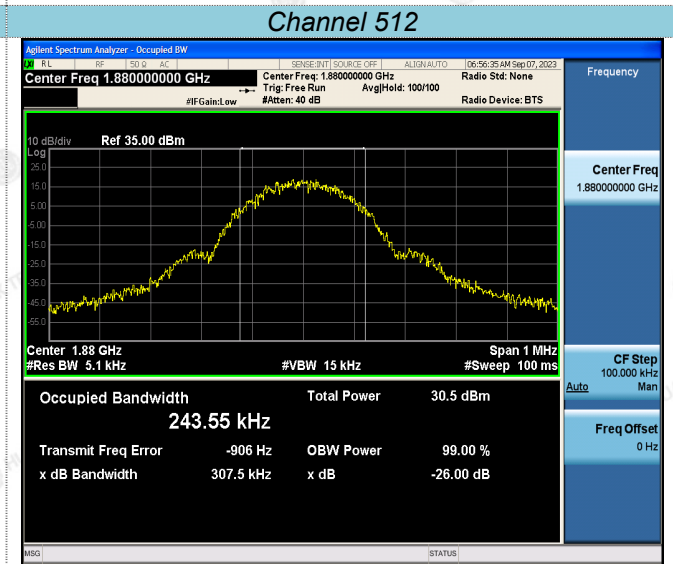 Channel 512
Agilent Spectrum Analyzer - Occupied BW
LXI RL RF 50 Ω AC SENSE:INT SOURCE OFF ALIGN AUTO 06:56:35 AM Sep 07, 2023
Center Freq 1.880000000 GHz
Center Freq: 1.880000000 GHz Radio Std: None
Trig: Free Run Avg|Hold: 100/100
#IFGain:Low #Atten: 40 dB Radio Device: BTS
10 dB/div Ref 35.00 dBm
Log
25.0
15.0
5.00
-5.00
-15.0
-25.0
-35.0
-45.0
-55.0
Center 1.88 GHz Span 1 MHz
#Res BW 5.1 kHz #VBW 15 kHz #Sweep 100 ms
Occupied Bandwidth Total Power 30.5 dBm
243.55 kHz
Transmit Freq Error -906 Hz OBW Power 99.00 %
x dB Bandwidth 307.5 kHz x dB -26.00 dB
MSG STATUS
Frequency
Center Freq
1.880000000 GHz
CF Step
100.000 kHz
Auto Man
Freq Offset
0 Hz